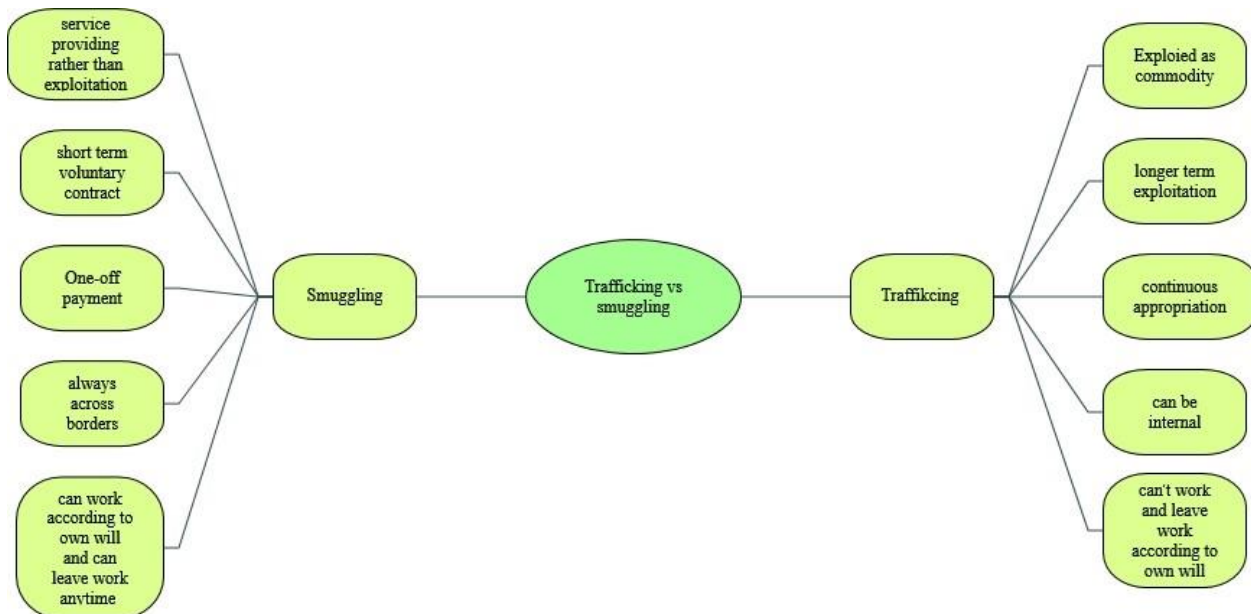 service
providing
rather than
exploitation
short term
voluntary
contract
One-off
payment
always
across
borders
can work
according to
own will
and can
leave work
anytime
Smuggling
Trafficking vs
smuggling
Traffikcing
Exploied as
commodity
longer term
exploitation
continuous
appropriation
can be
internal
can't work
and leave
work
according to
own will